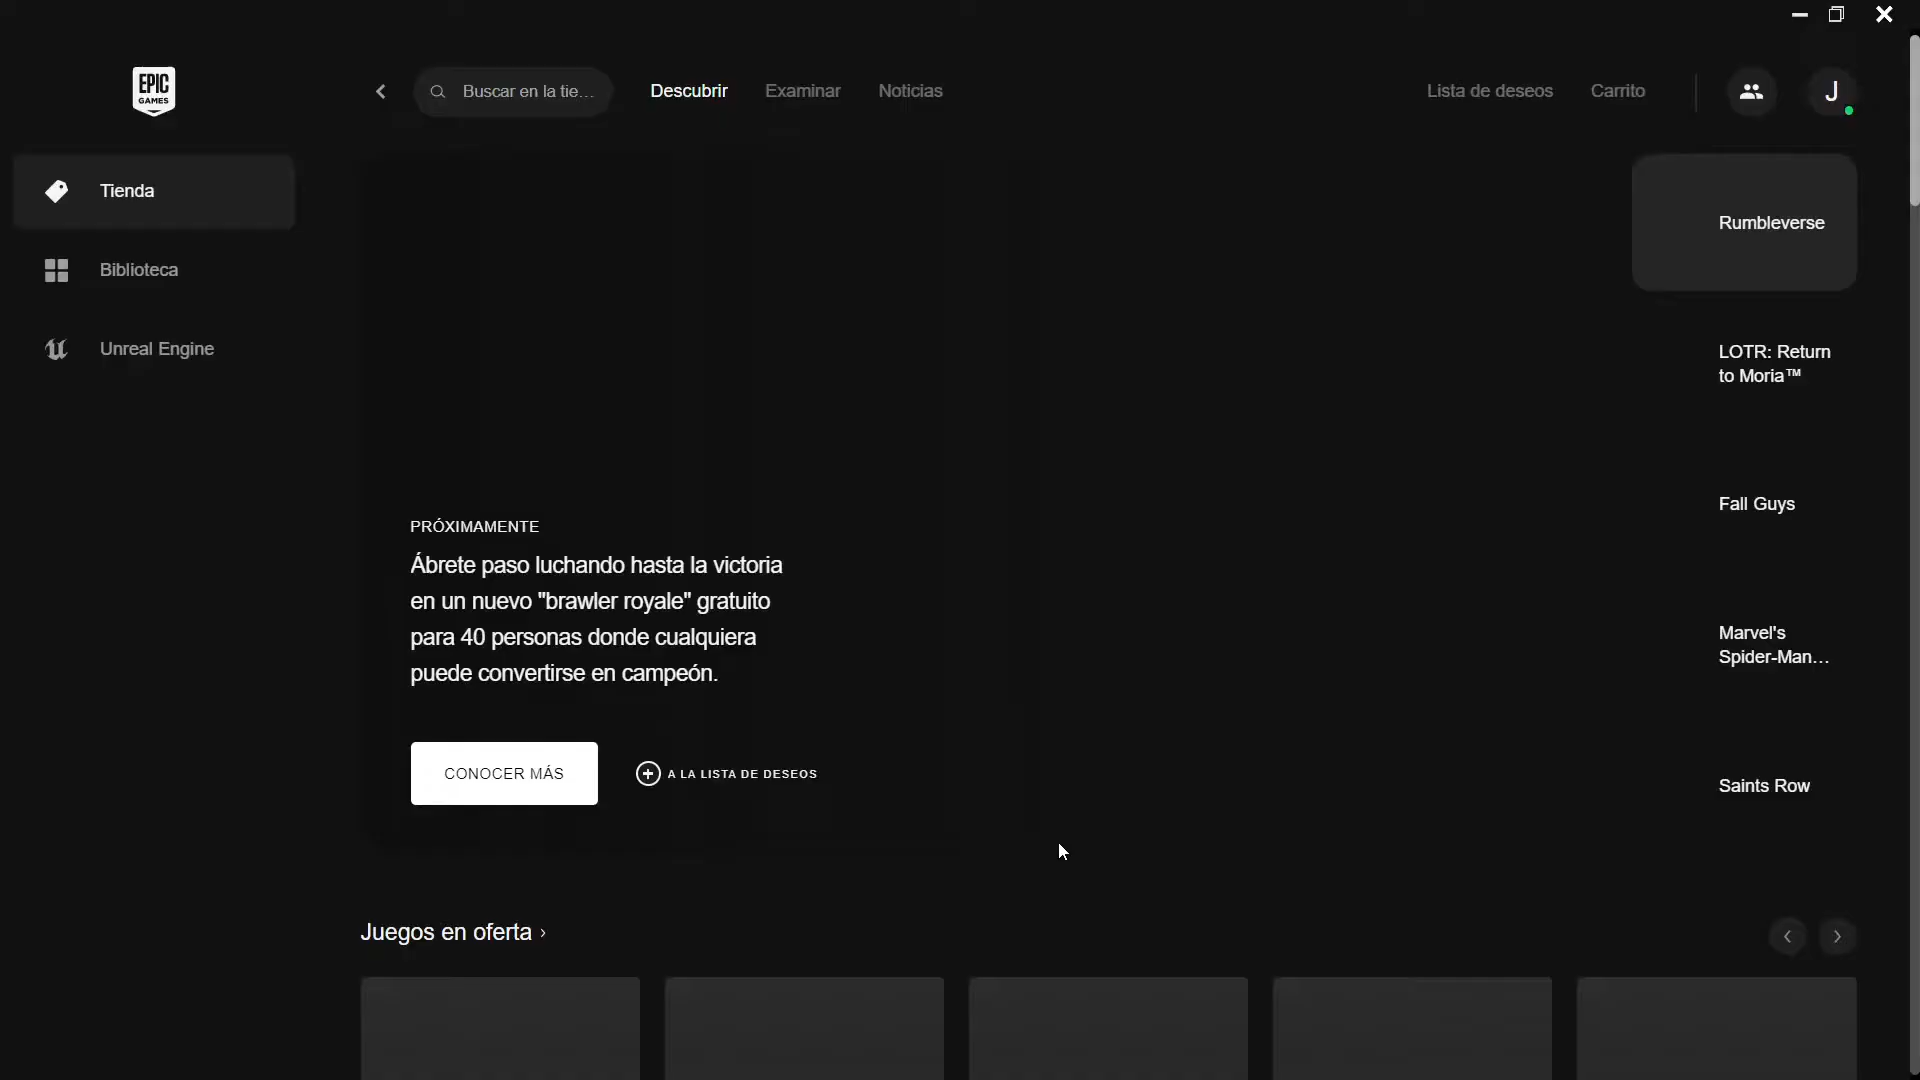 EPIC
GAMES
Buscar en la tie...
Descubrir
Examinar
Noticias
Lista de deseos
Carrito
J
Tienda
Biblioteca
Unreal Engine
Rumbleverse
LOTR: Return
to Moria™
Fall Guys
Marvel's
Spider-Man...
Saints Row
PRÓXIMAMENTE
Ábrete paso luchando hasta la victoria
en un nuevo "brawler royale" gratuito
para 40 personas donde cualquiera
puede convertirse en campeón.
CONOCER MÁS
A LA LISTA DE DESEOS
Juegos en oferta